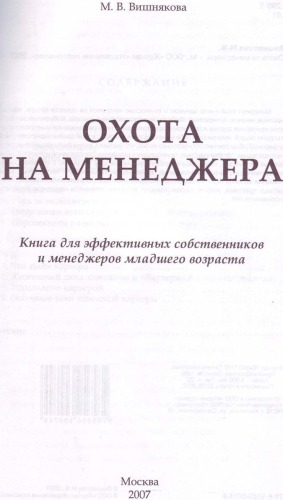 М. В. Вишнякова
ОХОТА
НА МЕНЕДЖЕРА
Книга для эффективных собственников
и менеджеров младшего возраста
Москва
2007